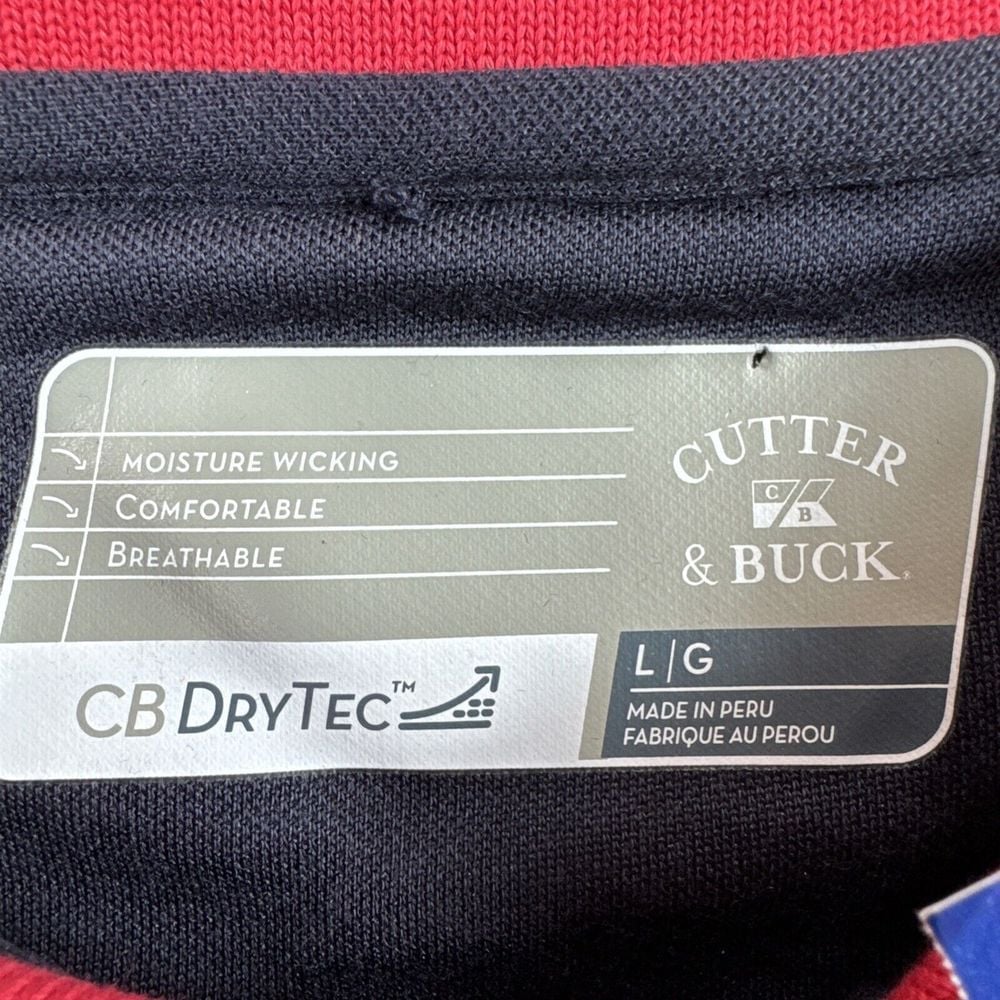 MOISTURE WICKING
COMFORTABLE
BREATHABLE
CUTTER
C
B
& BUCK®
CB DRYTEC™
L|G
MADE IN PERU
FABRIQUE AU PEROU